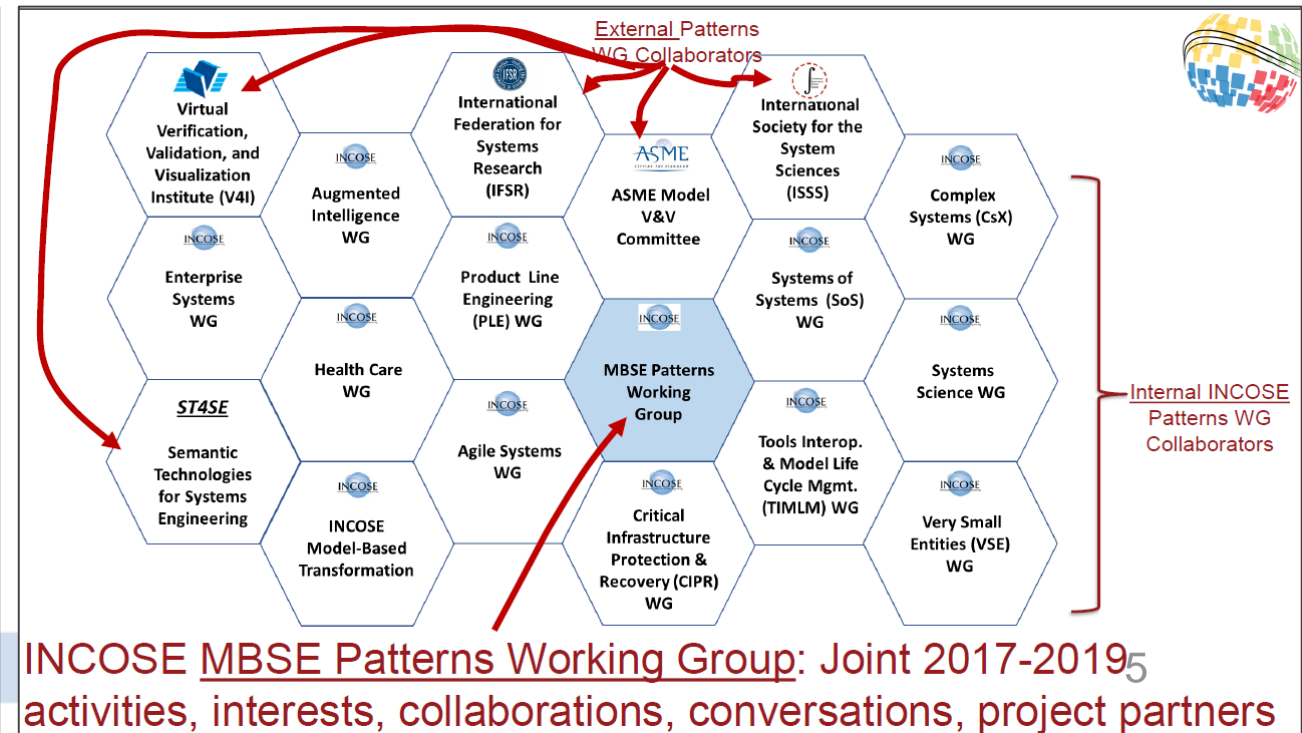 External Patterns
WG Collaborators
Virtual
Verification,
Validation, and
Visualization
Institute (V4I)
IFSR
International
Federation for
Systems
Research
(IFSR)
International
Society for the
System
Sciences
(ISSS)
INCOSE
Augmented
Intelligence
WG
ASME
SETTING THE STANDARD
ASME Model
V&V
Committee
INCOSE
Complex
Systems (CsX)
WG
INCOSE
Enterprise
Systems
WG
INCOSE
Product Line
Engineering
(PLE) WG
INCOSE
Systems of
Systems (SoS)
WG
INCOSE
Health Care
WG
INCOSE
MBSE Patterns
Working
Group
INCOSE
Systems
Science WG
Internal INCOSE
Patterns WG
Collaborators
ST4SE
Semantic
Technologies
for Systems
Engineering
INCOSE
Agile Systems
WG
INCOSE
Tools Interop.
& Model Life
Cycle Mgmt.
(TIMLM) WG
INCOSE
INCOSE
Model-Based
Transformation
INCOSE
Critical
Infrastructure
Protection &
Recovery (CIPR)
WG
INCOSE
Very Small
Entities (VSE)
WG
INCOSE MBSE Patterns Working Group: Joint 2017-2019
5
activities, interests, collaborations, conversations, project partners